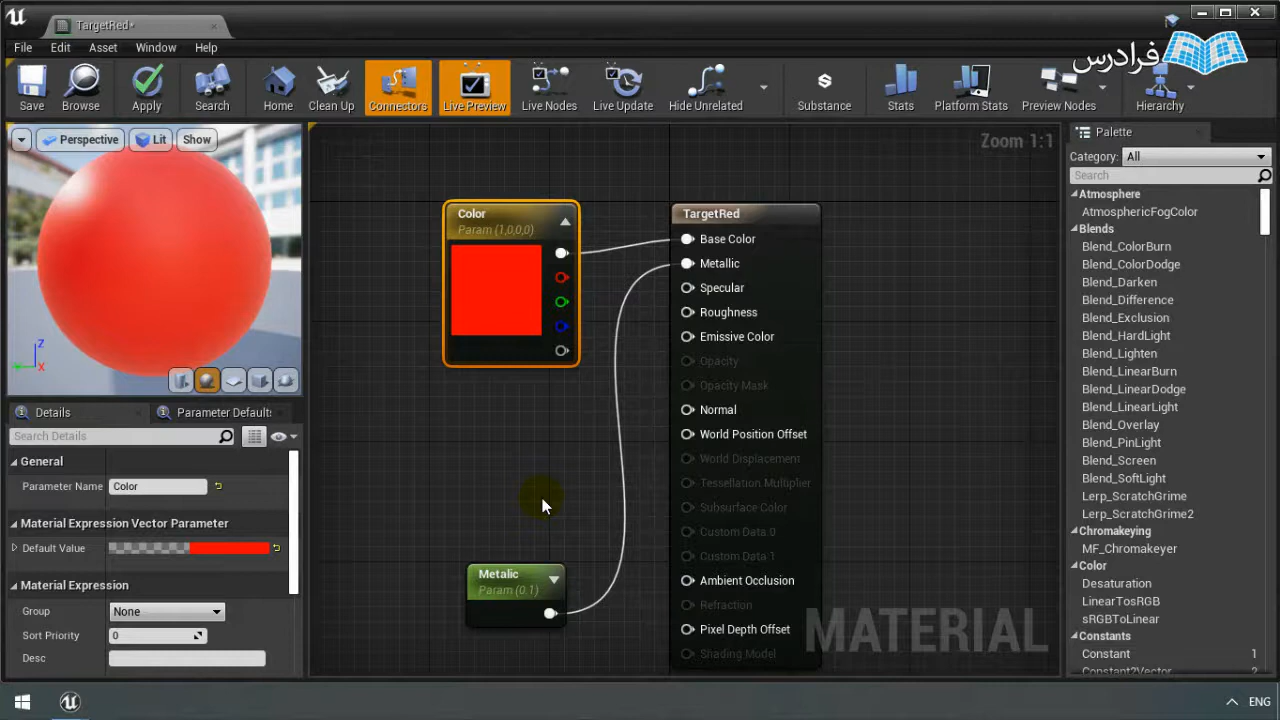 TargetRed*
File Edit Asset Window Help
فرادرس
Save Browse Apply Search Home Clean Up Connectors Live Preview Live Nodes Live Update Hide Unrelated Substance Stats Platform Stats Preview Nodes Hierarchy
Perspective Lit Show
Z
X
Zoom 1:1
Color
Param (1,0,0,0)
TargetRed
Base Color
Metallic
Specular
Roughness
Emissive Color
Opacity
Opacity Mask
Normal
World Position Offset
World Displacement
Tessellation Multiplier
Subsurface Color
Custom Data 0
Custom Data 1
Ambient Occlusion
Refraction
Pixel Depth Offset
Shading Model
Metalic
Param (0.1)
MATERIAL
Details Parameter Defaults
Search Details
General
Parameter Name Color
Material Expression Vector Parameter
Default Value
Material Expression
Group None
Sort Priority 0
Desc
Palette
Category: All
Search
Atmosphere
AtmosphericFogColor
Blends
Blend_ColorBurn
Blend_ColorDodge
Blend_Darken
Blend_Difference
Blend_Exclusion
Blend_HardLight
Blend_Lighten
Blend_LinearBurn
Blend_LinearDodge
Blend_LinearLight
Blend_Overlay
Blend_PinLight
Blend_Screen
Blend_SoftLight
Lerp_ScratchGrime
Lerp_ScratchGrime2
Chromakeying
MF_Chromakeyer
Color
Desaturation
LinearTosRGB
sRGBToLinear
Constants
Constant 1
Constant2Vector 2
ENG